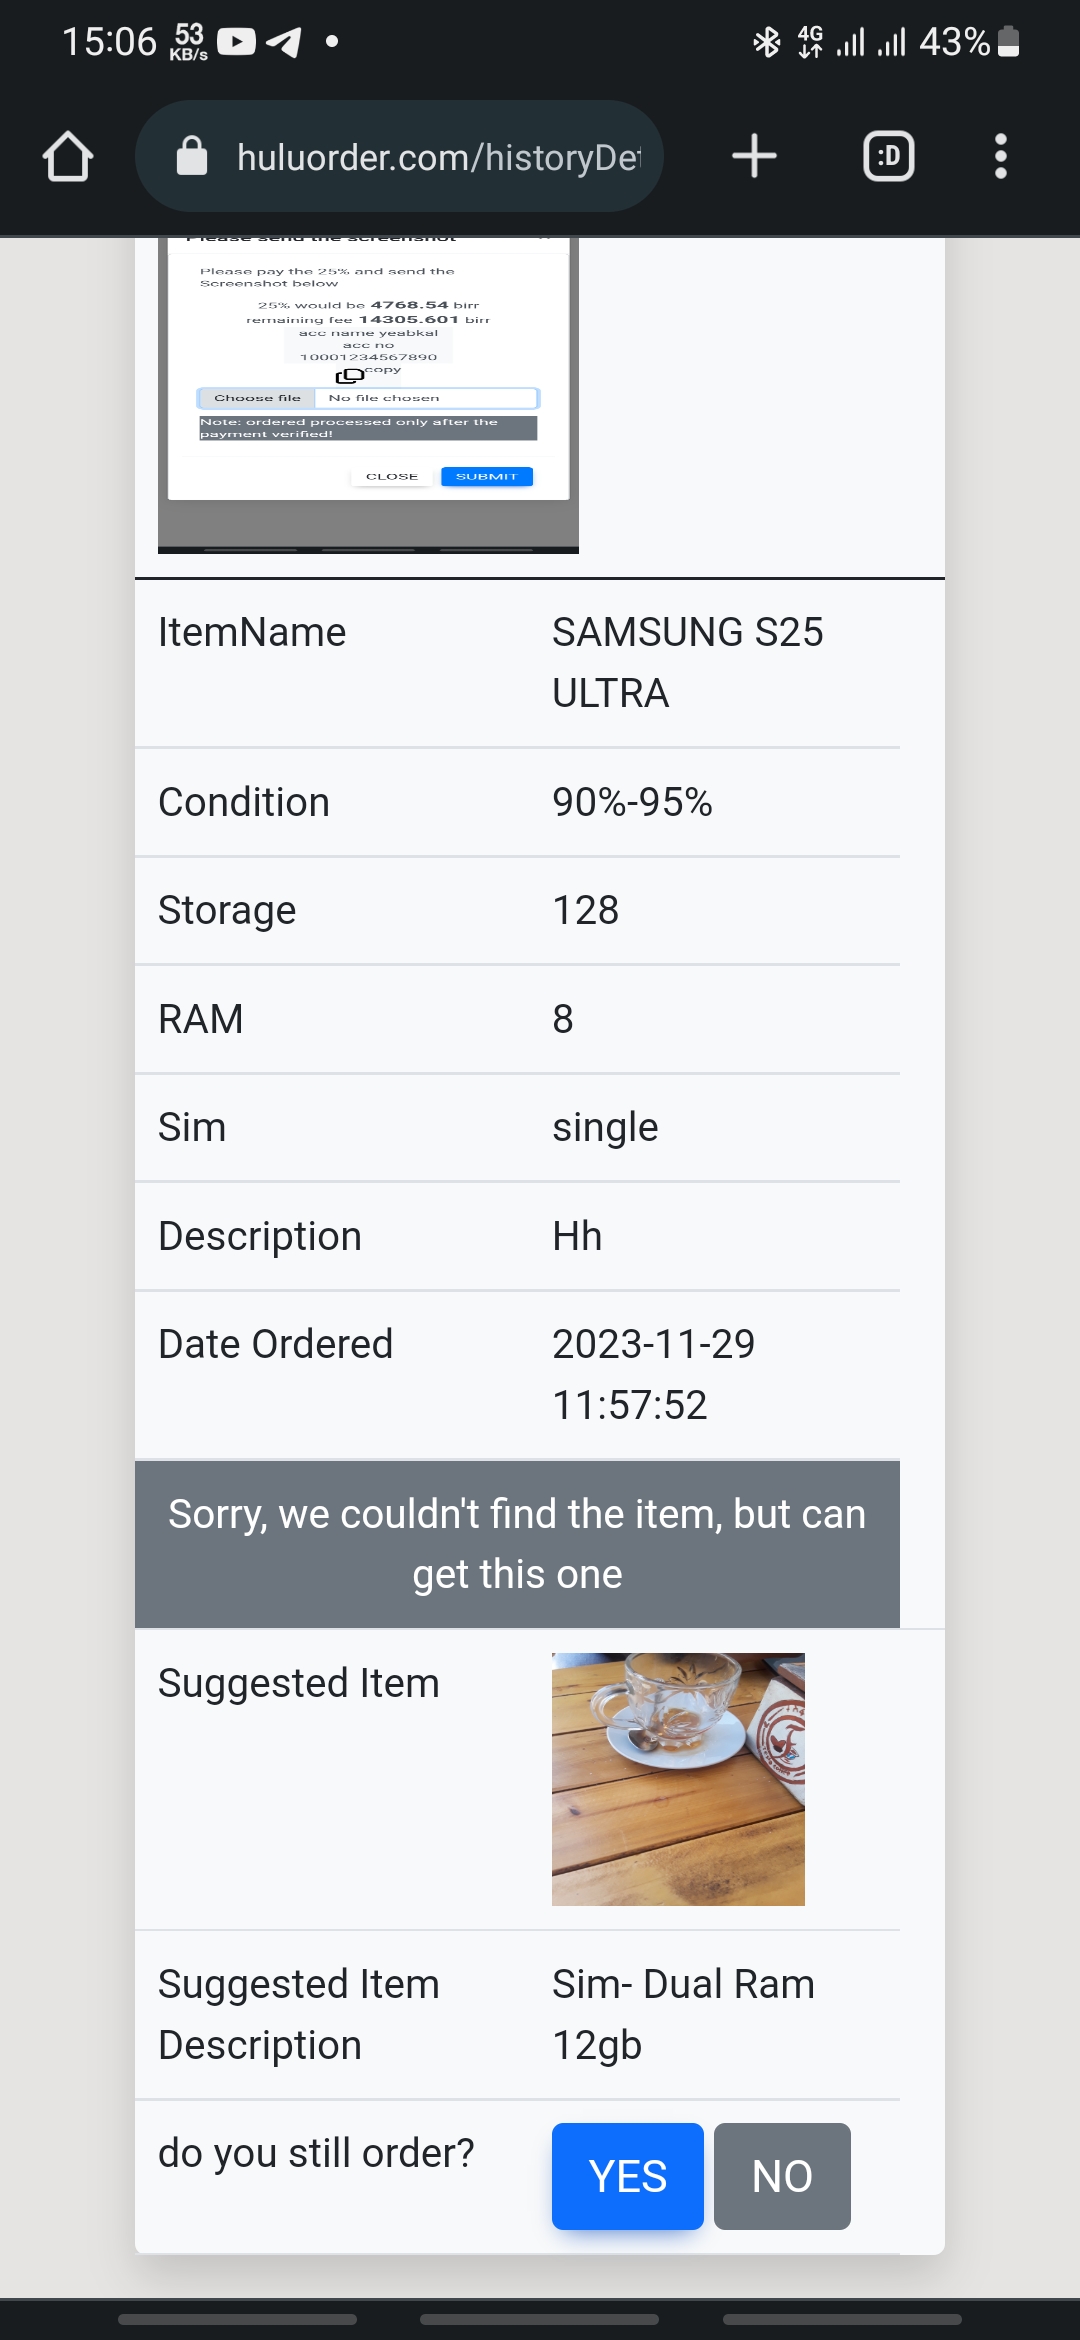 15:06 53 KB/s 4G 43%
huluorder.com/historyDet
:D
Please send the screenshot
Please pay the 25% and send the
Screenshot below
25% would be 4768.54 birr
remaining fee 14305.601 birr
acc name yeabkal
acc no
10001234567890
copy
Choose file No file chosen
Note: ordered processed only after the
payment verified!
CLOSE SUBMIT
ItemName SAMSUNG S25
ULTRA
Condition 90%-95%
Storage 128
RAM 8
Sim single
Description Hh
Date Ordered 2023-11-29
11:57:52
Sorry, we couldn't find the item, but can
get this one
Suggested Item
Suggested Item Sim- Dual Ram
Description 12gb
do you still order? YES NO